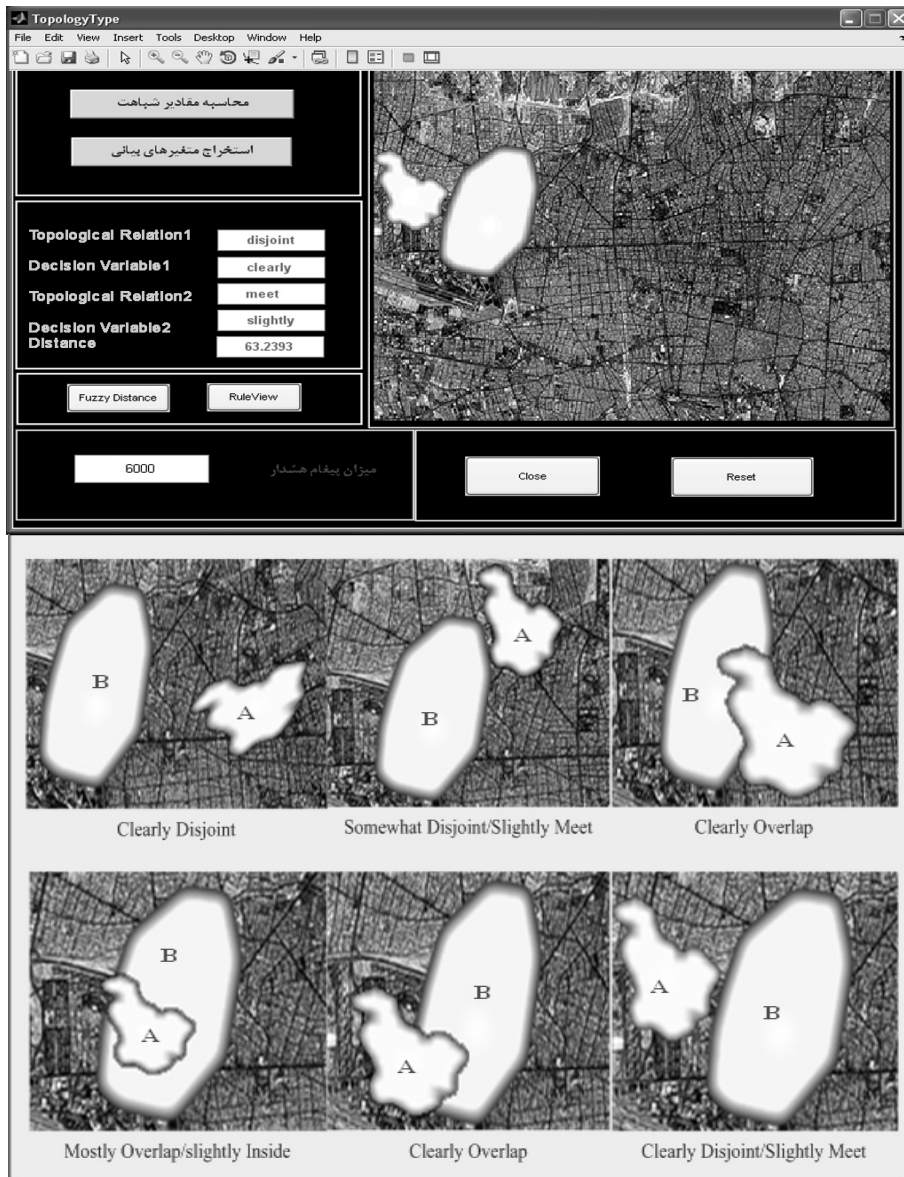 TopologyType
File Edit View Insert Tools Desktop Window Help
محاسبه مقادیر شباهت
استخراج متغیرهای بیانی
Topological Relation1 disjoint
Decision Variable1 clearly
Topological Relation2 meet
Decision Variable2 slightly
Distance 63.2393
Fuzzy Distance RuleView
6000 میزان پیغام هشدار
Close Reset
B A
B A
B A
Clearly Disjoint Somewhat Disjoint/Slightly Meet Clearly Overlap
B A
B A
A B
Mostly Overlap/slightly Inside Clearly Overlap Clearly Disjoint/Slightly Meet